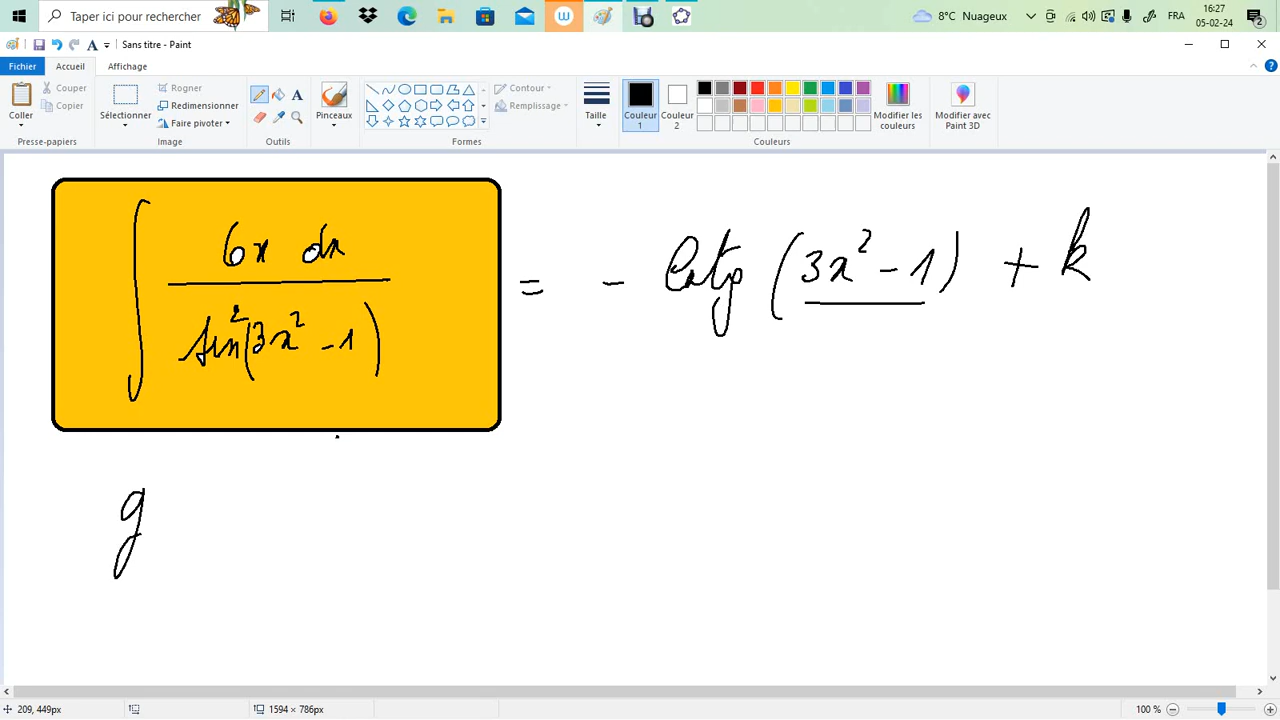 Taper ici pour rechercher
8°C Nuageux
FRA
16:27
05-02-24
2
Sans titre - Paint
Fichier Accueil Affichage
Coller
Couper
Copier
Presse-papiers
Sélectionner
Rogner
Redimensionner
Faire pivoter
Image
A
Outils
Pinceaux
Contour
Remplissage
Formes
Taille
Couleur 1
Couleur 2
Modifier les couleurs
Couleurs
Modifier avec Paint 3D
∫ 6x dx / sin²(3x² - 1) = - cotg (3x² - 1) + k
g
209, 449px
1594 × 786px
100 %